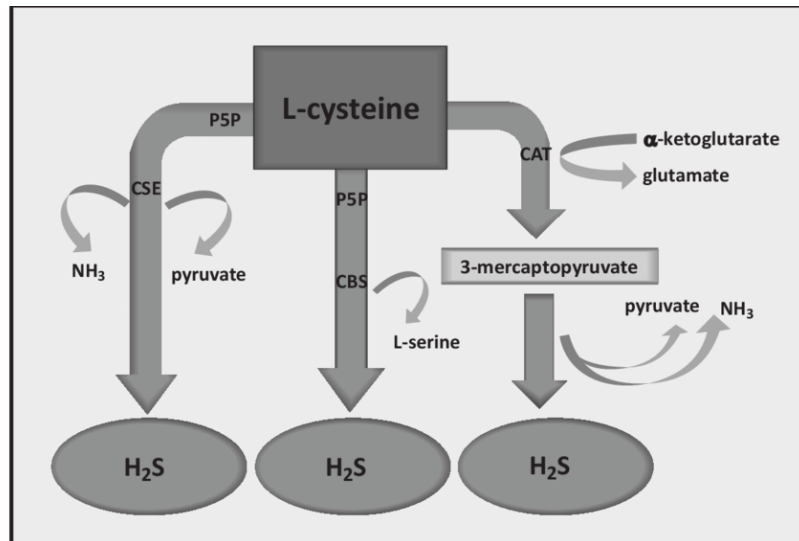 L-cysteine
P5P
CSE
NH₃
pyruvate
H₂S
P5P
CBS
L-serine
H₂S
CAT
α-ketoglutarate
glutamate
3-mercaptopyruvate
pyruvate
NH₃
H₂S